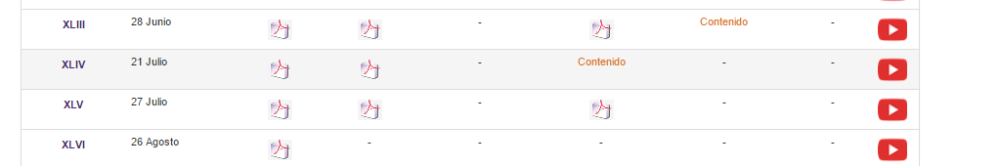 XLIII 28 Junio - Contenido -
XLIV 21 Julio - Contenido - -
XLV 27 Julio - - -
XLVI 26 Agosto - - - - -